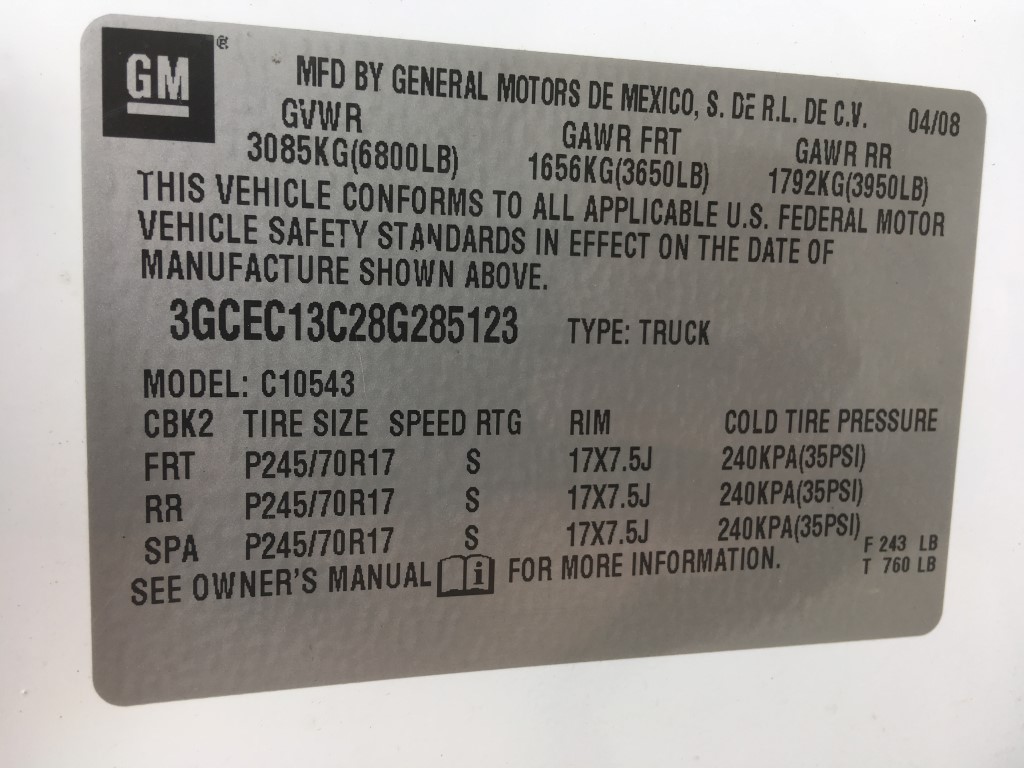 GM
MFD BY GENERAL MOTORS DE MEXICO, S. DE R.L. DE C.V. 04/08
GVWR GAWR FRT GAWR RR
3085KG(6800LB) 1656KG(3650LB) 1792KG(3950LB)
THIS VEHICLE CONFORMS TO ALL APPLICABLE U.S. FEDERAL MOTOR
VEHICLE SAFETY STANDARDS IN EFFECT ON THE DATE OF
MANUFACTURE SHOWN ABOVE.
3GCEC13C28G285123 TYPE: TRUCK
MODEL: C10543
CBK2 TIRE SIZE SPEED RTG RIM COLD TIRE PRESSURE
FRT P245/70R17 S 17X7.5J 240KPA(35PSI)
RR P245/70R17 S 17X7.5J 240KPA(35PSI)
SPA P245/70R17 S 17X7.5J 240KPA(35PSI)
F 243 LB
T 760 LB
SEE OWNER'S MANUAL i FOR MORE INFORMATION.